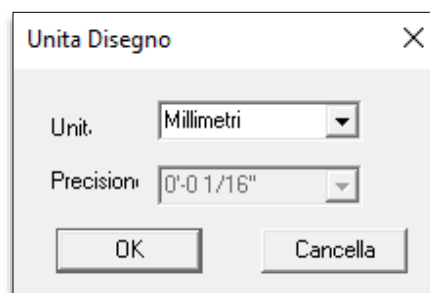 Unita Disegno
Unit.
Millimetri
Precision
0'-0 1/16"
OK
Cancella